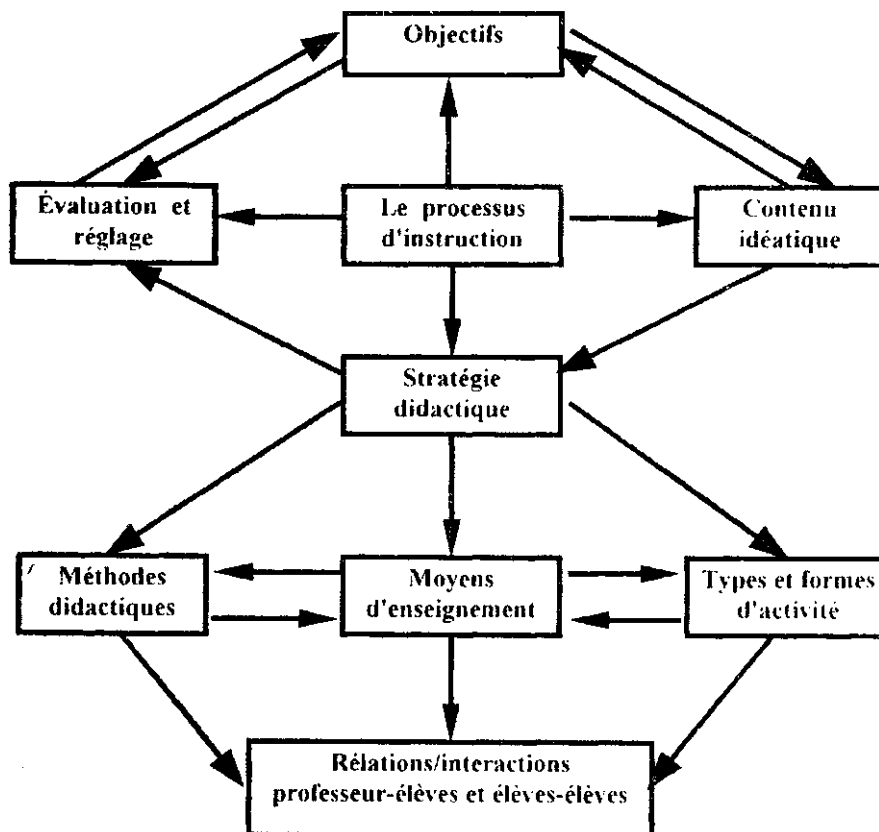 Objectifs
Évaluation et
réglage
Le processus
d'instruction
Contenu
idéatique
Stratégie
didactique
Méthodes
didactiques
Moyens
d'enseignement
Types et formes
d'activité
Rélations/interactions
professeur-élèves et élèves-élèves